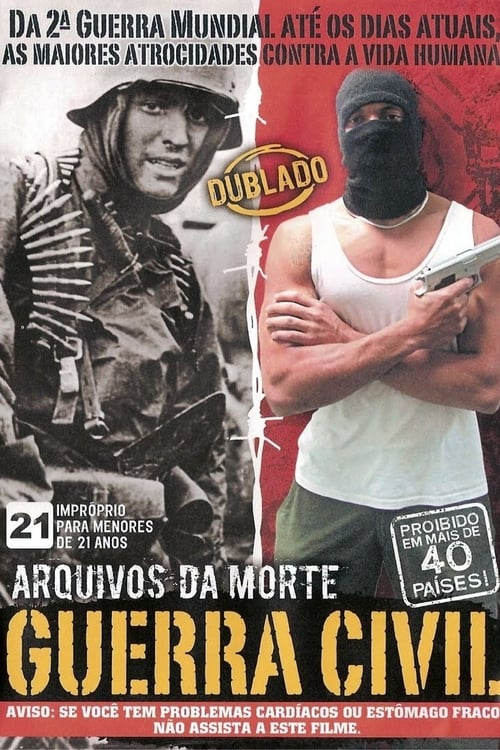 DA 2ª GUERRA MUNDIAL ATÉ OS DIAS ATUAIS,
AS MAIORES ATROCIDADES CONTRA A VIDA HUMANA
DUBLADO
21
IMPRÓPRIO
PARA MENORES
DE 21 ANOS
PROIBIDO
EM MAIS DE
40
PAÍSES!
ARQUIVOS DA MORTE
GUERRA CIVIL
AVISO: SE VOCÊ TEM PROBLEMAS CARDÍACOS OU ESTÔMAGO FRACO
NÃO ASSISTA A ESTE FILME.